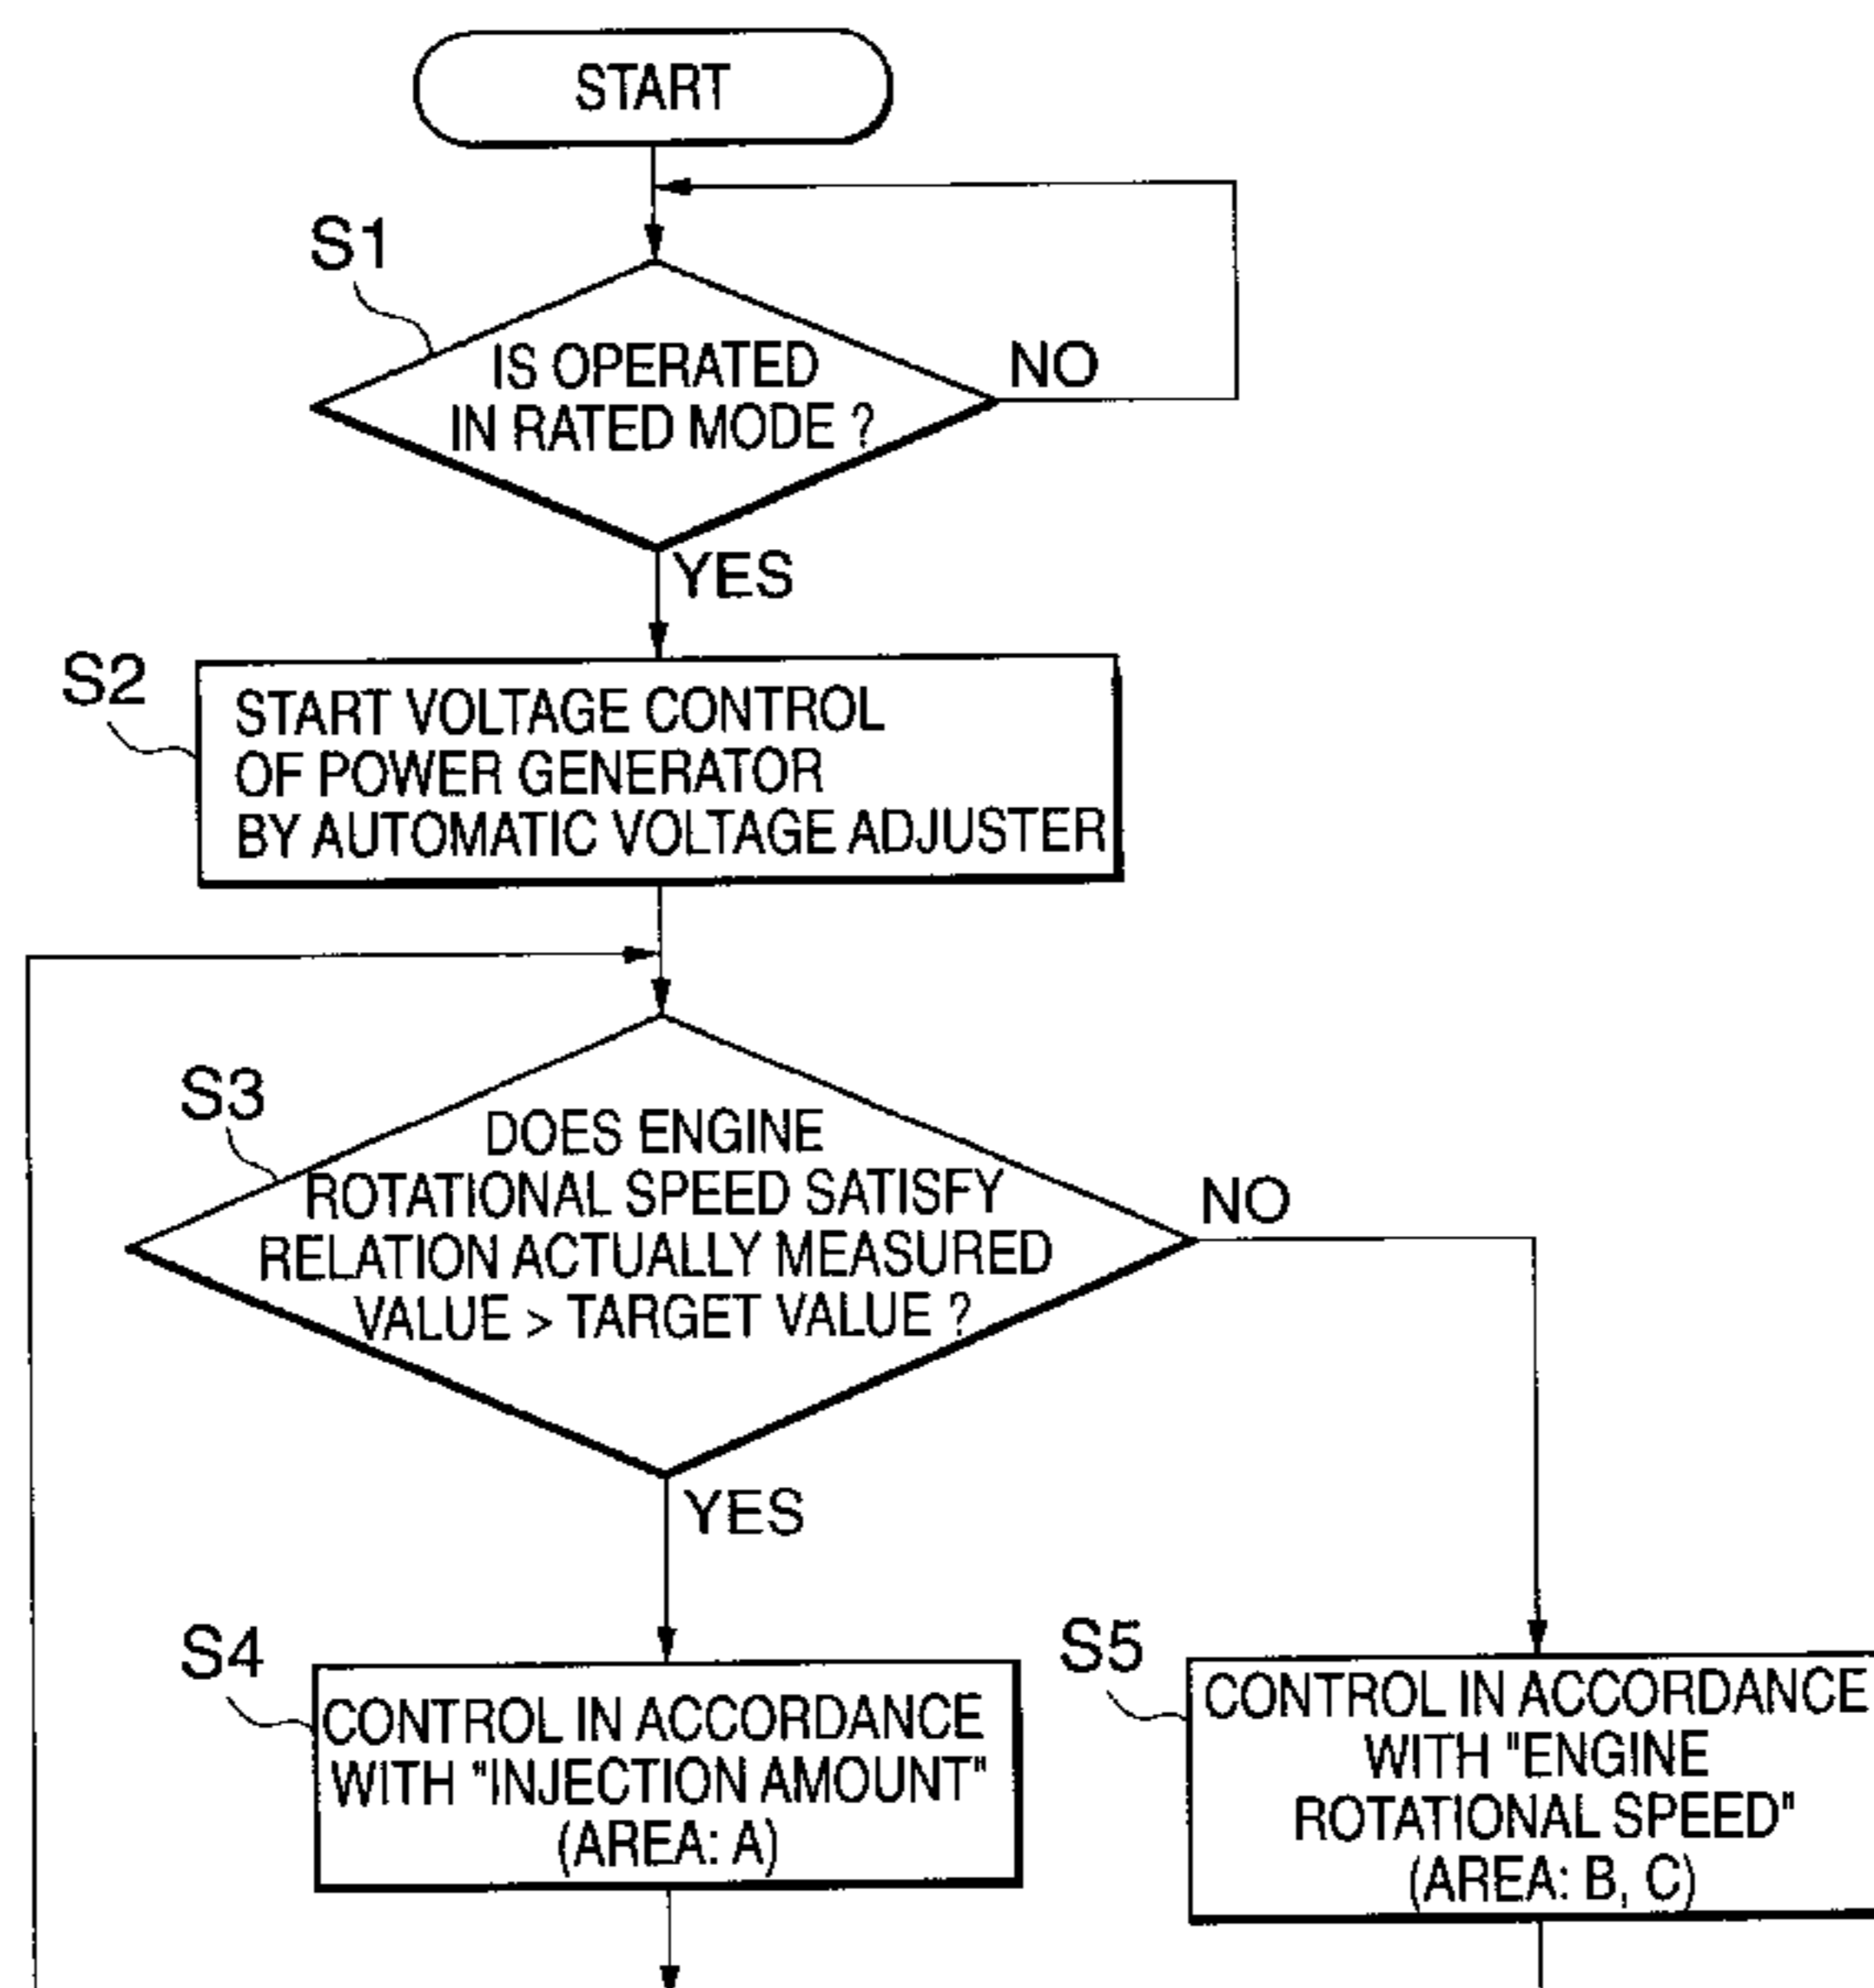 START
S1
IS OPERATED
IN RATED MODE ?
NO
YES
S2
START VOLTAGE CONTROL
OF POWER GENERATOR
BY AUTOMATIC VOLTAGE ADJUSTER
S3
DOES ENGINE
ROTATIONAL SPEED SATISFY
RELATION ACTUALLY MEASURED
VALUE > TARGET VALUE ?
NO
YES
S4
CONTROL IN ACCORDANCE
WITH "INJECTION AMOUNT"
(AREA: A)
S5
CONTROL IN ACCORDANCE
WITH "ENGINE
ROTATIONAL SPEED"
(AREA: B, C)